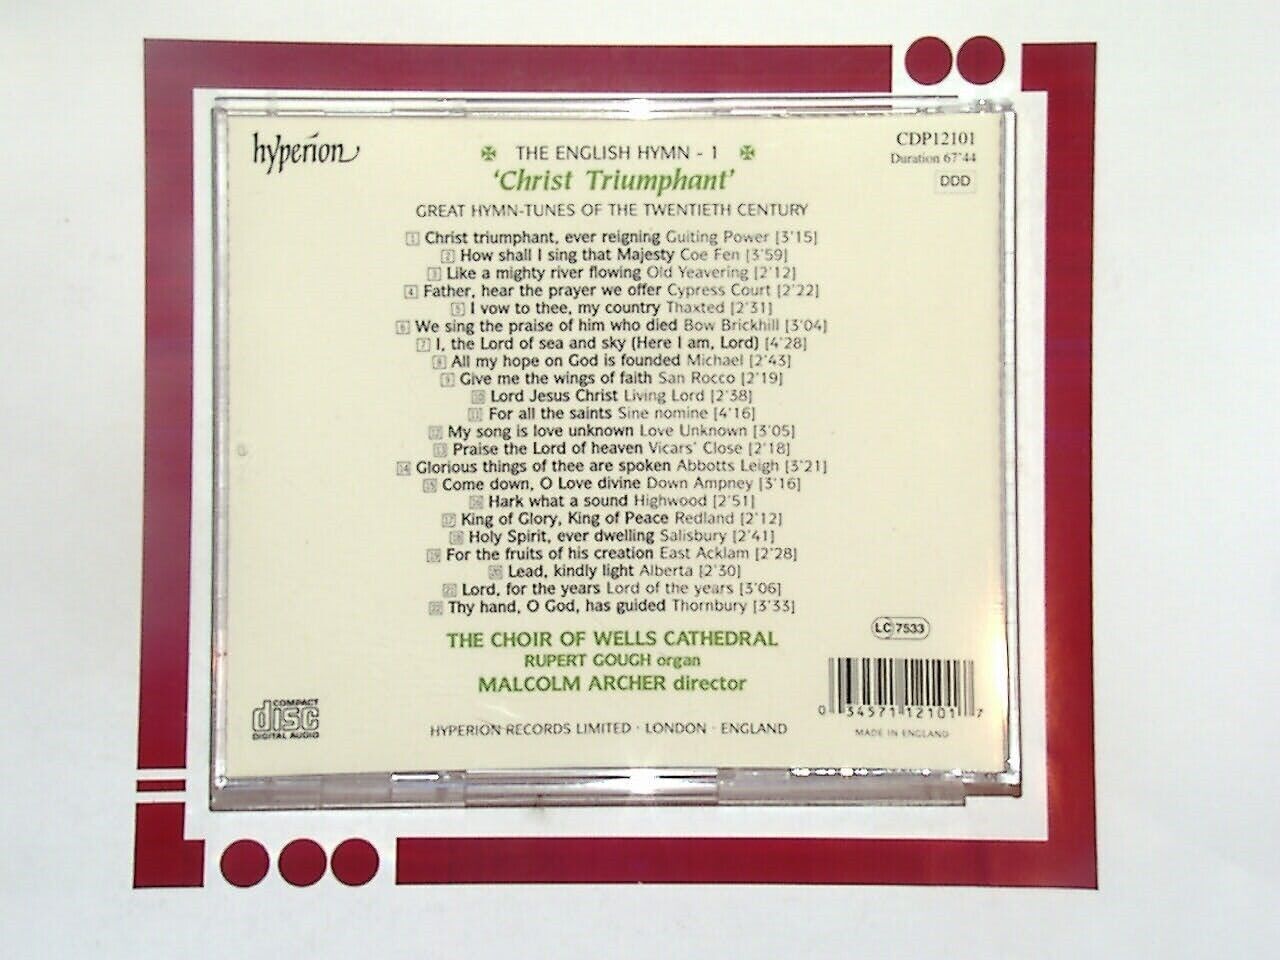 hyperion
CDP12101
Duration 67'44
DDD
THE ENGLISH HYMN - 1
'Christ Triumphant'
GREAT HYMN-TUNES OF THE TWENTIETH CENTURY
1 Christ triumphant, ever reigning Guiting Power [3'15]
2 How shall I sing that Majesty Coe Fen [3'59]
3 Like a mighty river flowing Old Yeavering [2'12]
4 Father, hear the prayer we offer Cypress Court [2'22]
5 I vow to thee, my country Thaxted [2'31]
6 We sing the praise of him who died Bow Brickhill [3'04]
7 I, the Lord of sea and sky (Here I am, Lord) [4'28]
8 All my hope on God is founded Michael [2'43]
9 Give me the wings of faith San Rocco [2'19]
10 Lord Jesus Christ Living Lord [2'38]
11 For all the saints Sine nomine [4'16]
12 My song is love unknown Love Unknown [3'05]
13 Praise the Lord of heaven Vicars' Close [2'18]
14 Glorious things of thee are spoken Abbotts Leigh [3'21]
15 Come down, O Love divine Down Ampney [3'16]
16 Hark what a sound Highwood [2'51]
17 King of Glory, King of Peace Redland [2'12]
18 Holy Spirit, ever dwelling Salisbury [2'41]
19 For the fruits of his creation East Acklam [2'28]
20 Lead, kindly light Alberta [2'30]
21 Lord, for the years Lord of the years [3'06]
22 Thy hand, O God, has guided Thornbury [3'33]
THE CHOIR OF WELLS CATHEDRAL
RUPERT GOUGH organ
MALCOLM ARCHER director
HYPERION RECORDS LIMITED · LONDON · ENGLAND
COMPACT
disc
DIGITAL AUDIO
LC 7533
0 34571 12101 7
MADE IN ENGLAND